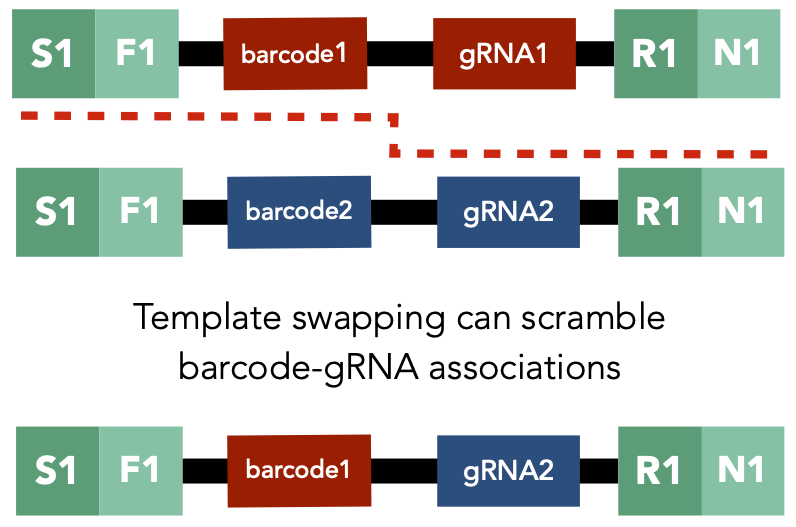 S1 F1 barcode1 gRNA1 R1 N1
S1 F1 barcode2 gRNA2 R1 N1
Template swapping can scramble
barcode-gRNA associations
S1 F1 barcode1 gRNA2 R1 N1